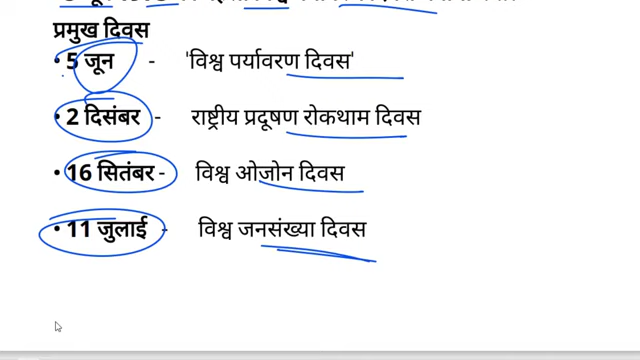 प्रमुख दिवस
• 5 जून - 'विश्व पर्यावरण दिवस'
• 2 दिसंबर - राष्ट्रीय प्रदूषण रोकथाम दिवस
• 16 सितंबर - विश्व ओजोन दिवस
• 11 जुलाई - विश्व जनसंख्या दिवस